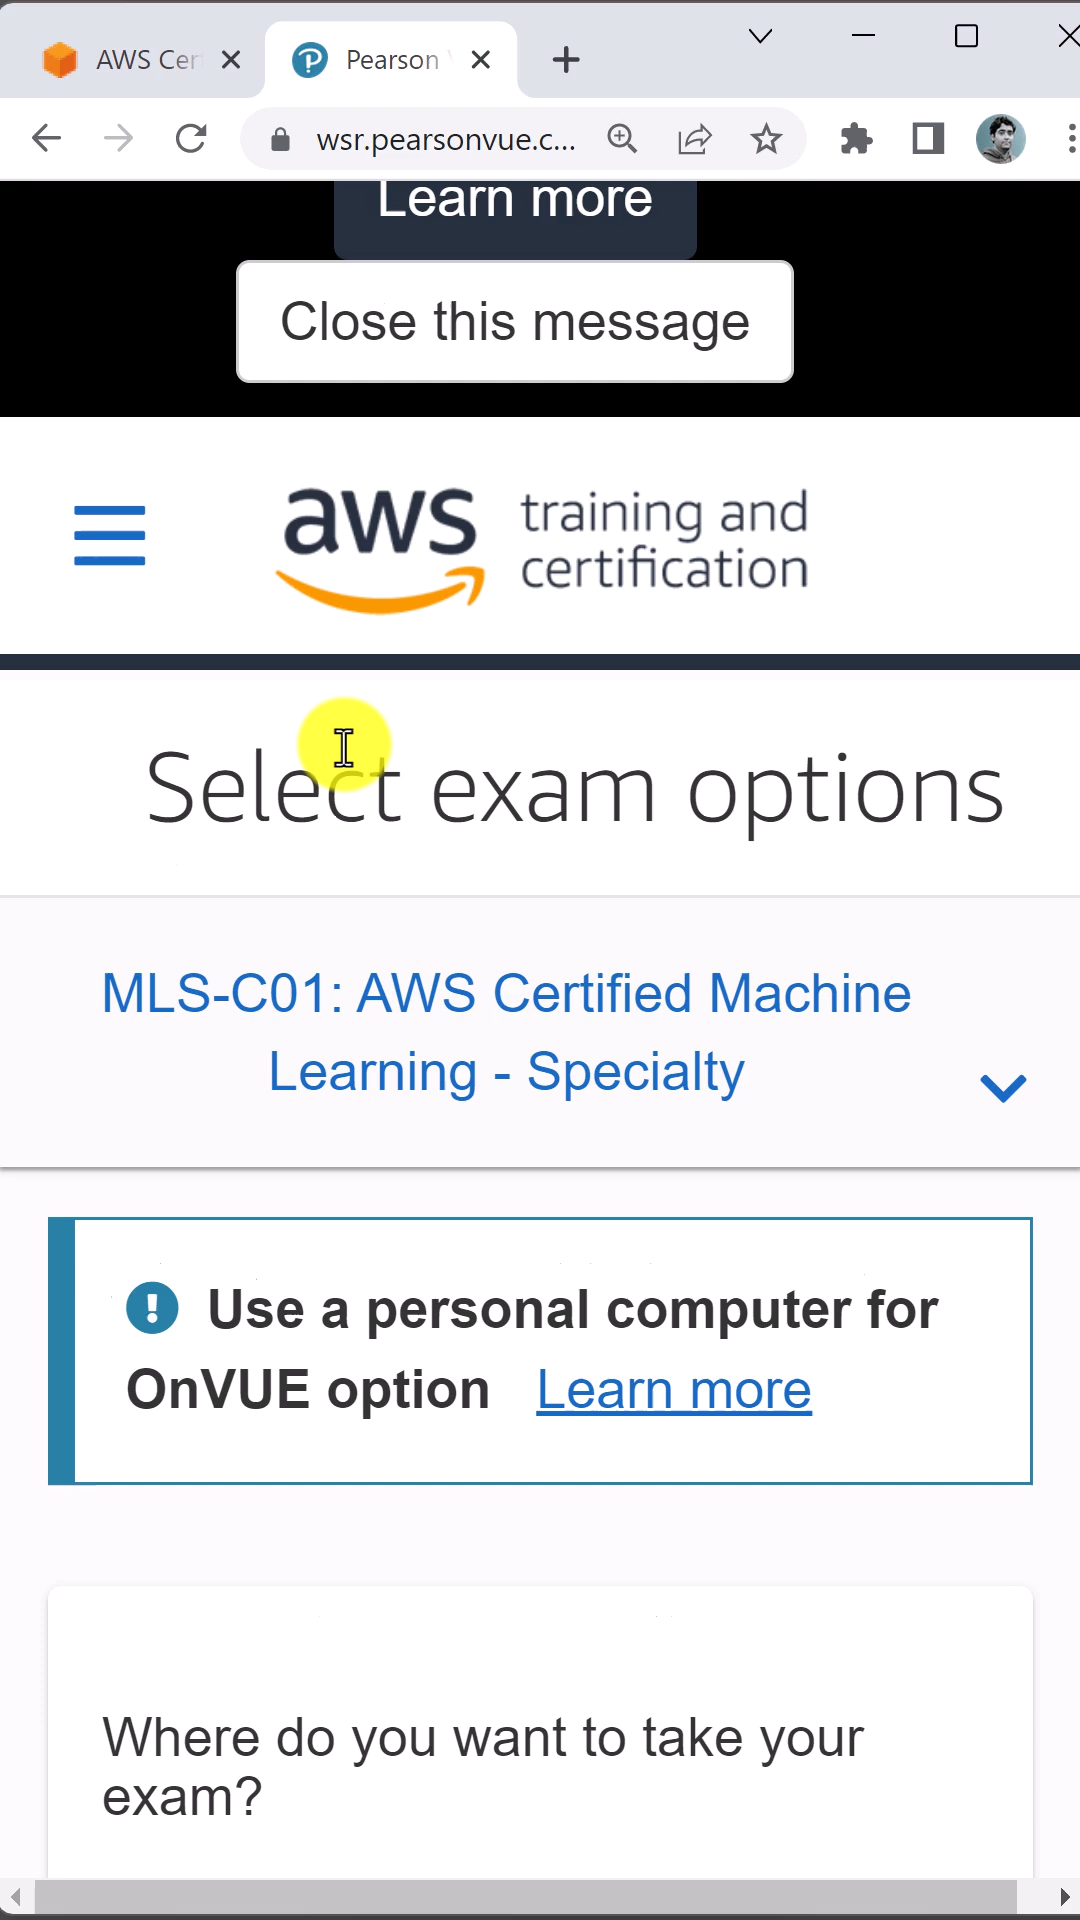 AWS Cer
Pearson
wsr.pearsonvue.c...
Learn more
Close this message
aws training and
certification
Select exam options
MLS-C01: AWS Certified Machine
Learning - Specialty
Use a personal computer for
OnVUE option Learn more
Where do you want to take your
exam?